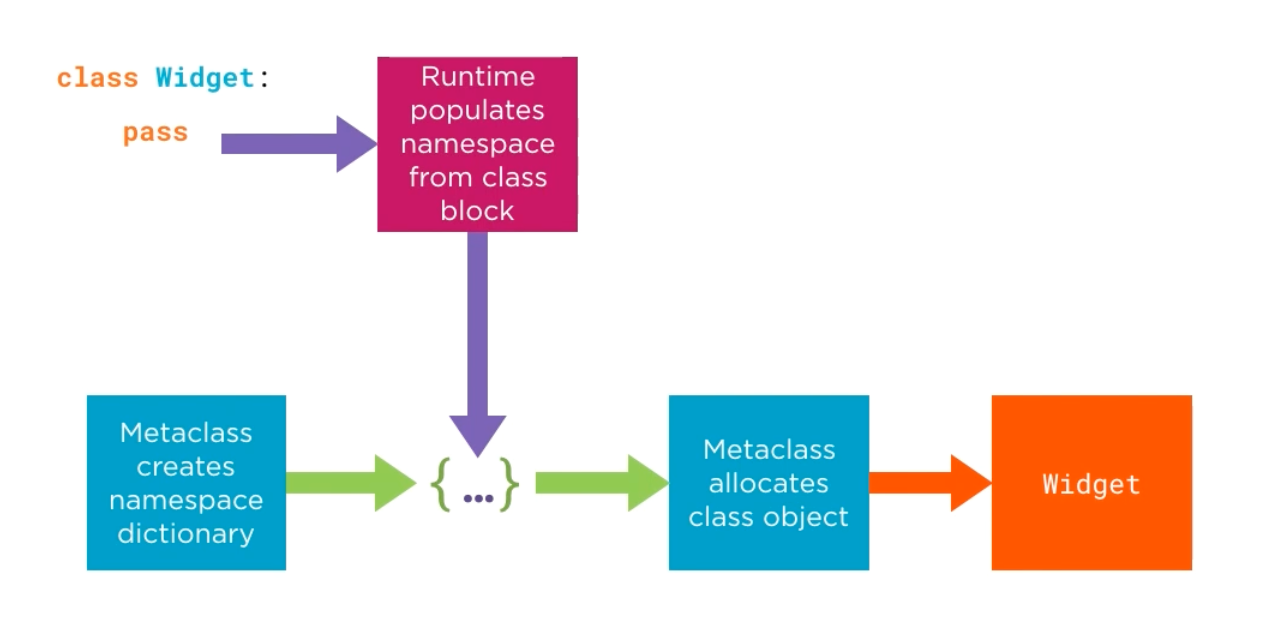 class Widget:
pass
Runtime
populates
namespace
from class
block
Metaclass
creates
namespace
dictionary
{ ... }
Metaclass
allocates
class object
Widget